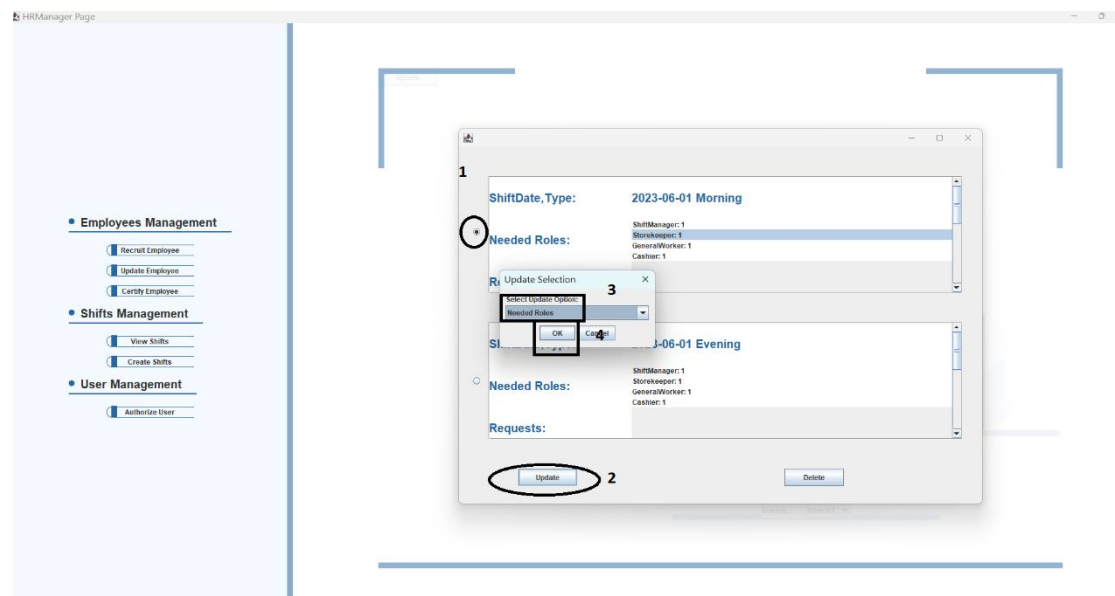 HRManager Page
Update
1
ShiftDate,Type: 2023-06-01 Morning
Needed Roles:
ShiftManager: 1
Storekeeper: 1
GeneralWorker: 1
Cashier: 1
Update Selection
3
Select Update Option:
Needed Roles
OK
Cancel
4
-06-01 Evening
Needed Roles:
ShiftManager: 1
Storekeeper: 1
GeneralWorker: 1
Cashier: 1
Requests:
Update
2
Delete
Employees Management
Recruit Employee
Update Employee
Certify Employee
Shifts Management
View Shifts
Create Shifts
User Management
Authorize User